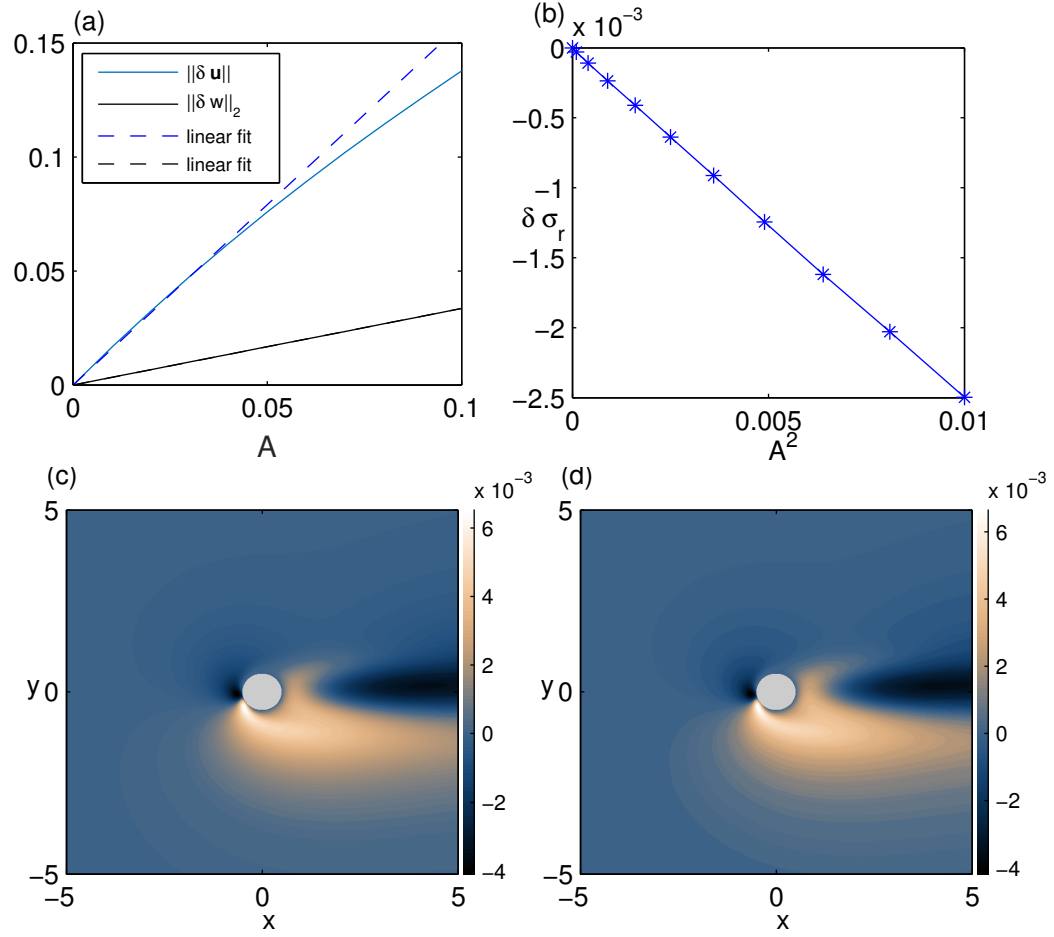 (a)
0.15
0.1
0.05
0
0
0.05
0.1
A
||δ u||
||δ w||₂
linear fit
linear fit
(b)
x 10⁻³
0
−0.5
−1
−1.5
−2
−2.5
δ σᵣ
0
0.005
0.01
A²
(c)
5
y
0
−5
−5
0
5
x
x 10⁻³
6
4
2
0
−2
−4
(d)
5
y
0
−5
−5
0
5
x
x 10⁻³
6
4
2
0
−2
−4